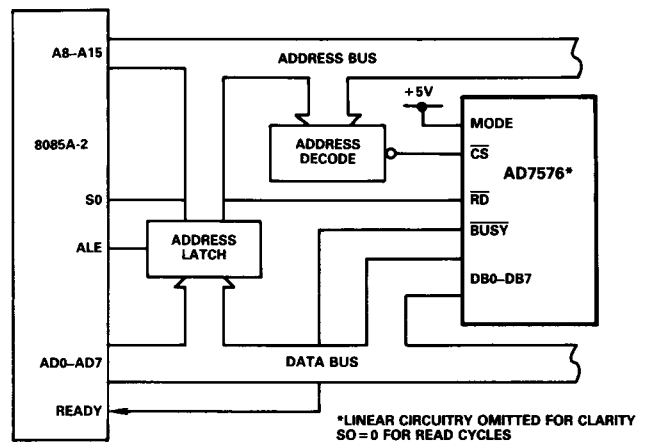 A8–A15
ADDRESS BUS
+5V
MODE
8085A-2
ADDRESS
DECODE
CS
AD7576*
S0
RD
ADDRESS
LATCH
BUSY
ALE
DB0–DB7
AD0–AD7
DATA BUS
READY
*LINEAR CIRCUITRY OMITTED FOR CLARITY
SO = 0 FOR READ CYCLES